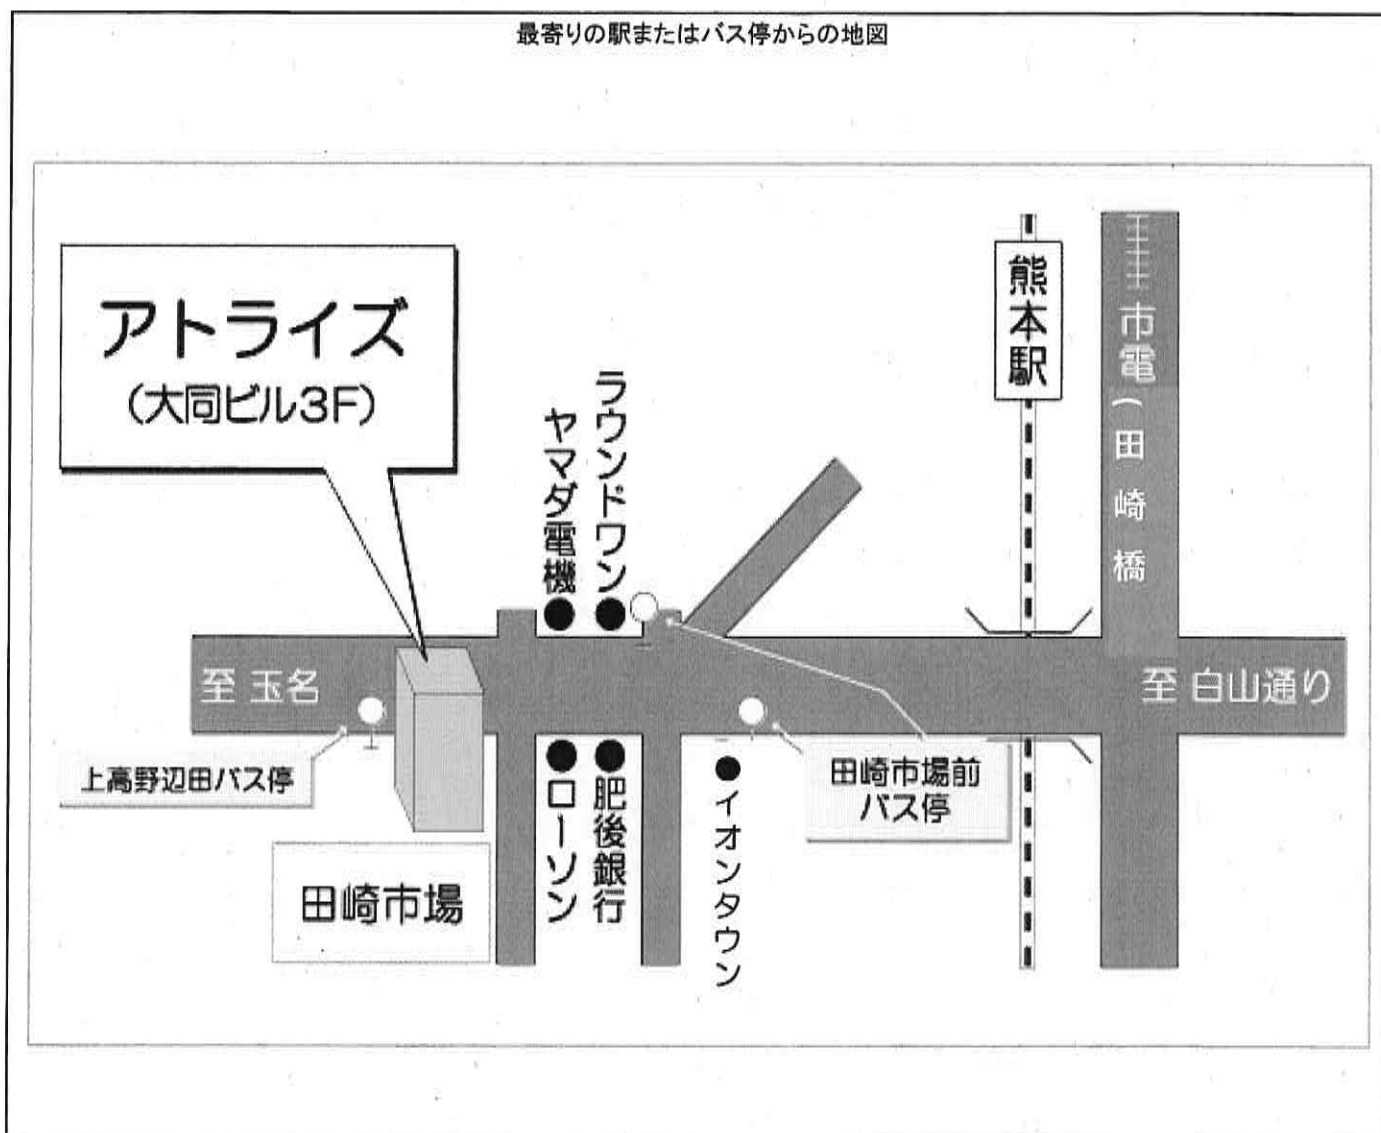 最寄りの駅またはバス停からの地図
アトライズ
(大同ビル3F)
ヤマダ電機
ラウンドワン
熊本駅
市電(田崎橋
至 玉名
至 白山通り
上高野辺田バス停
田崎市場
ローソン
肥後銀行
イオンタウン
田崎市場前
バス停